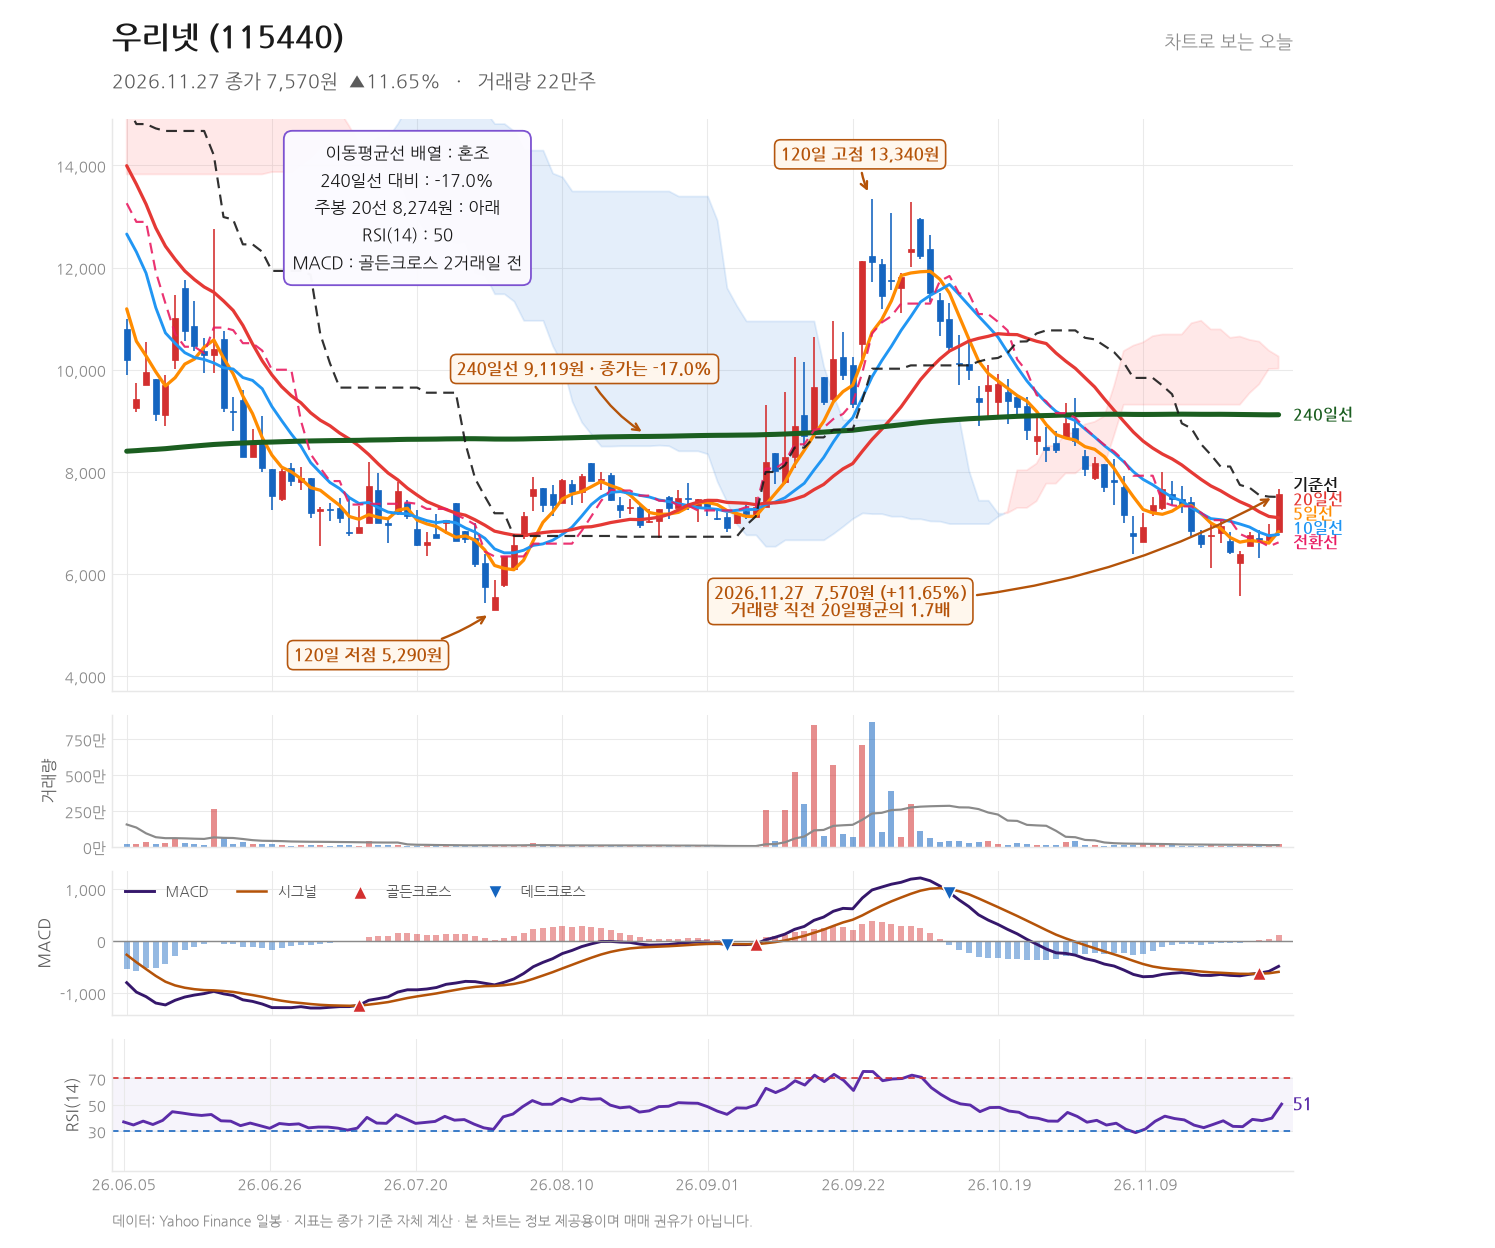 우리넷 (115440)
차트로 보는 오늘
2026.11.27 종가 7,570원 ▲11.65% · 거래량 22만주
이동평균선 배열 : 혼조
240일선 대비 : -17.0%
주봉 20선 8,274원 : 아래
RSI(14) : 50
MACD : 골든크로스 2거래일 전
120일 고점 13,340원
240일선 9,119원 · 종가는 -17.0%
2026.11.27 7,570원 (+11.65%)
거래량 직전 20일평균의 1.7배
120일 저점 5,290원
14,000
12,000
10,000
8,000
6,000
4,000
240일선
기준선
20일선
5일선
10일선
전환선
거래량
750만
500만
250만
0만
MACD
1,000
0
-1,000
MACD
시그널
골든크로스
데드크로스
RSI(14)
70
50
30
51
26.06.05
26.06.26
26.07.20
26.08.10
26.09.01
26.09.22
26.10.19
26.11.09
데이터: Yahoo Finance 일봉 · 지표는 종가 기준 자체 계산 · 본 차트는 정보 제공용이며 매매 권유가 아닙니다.